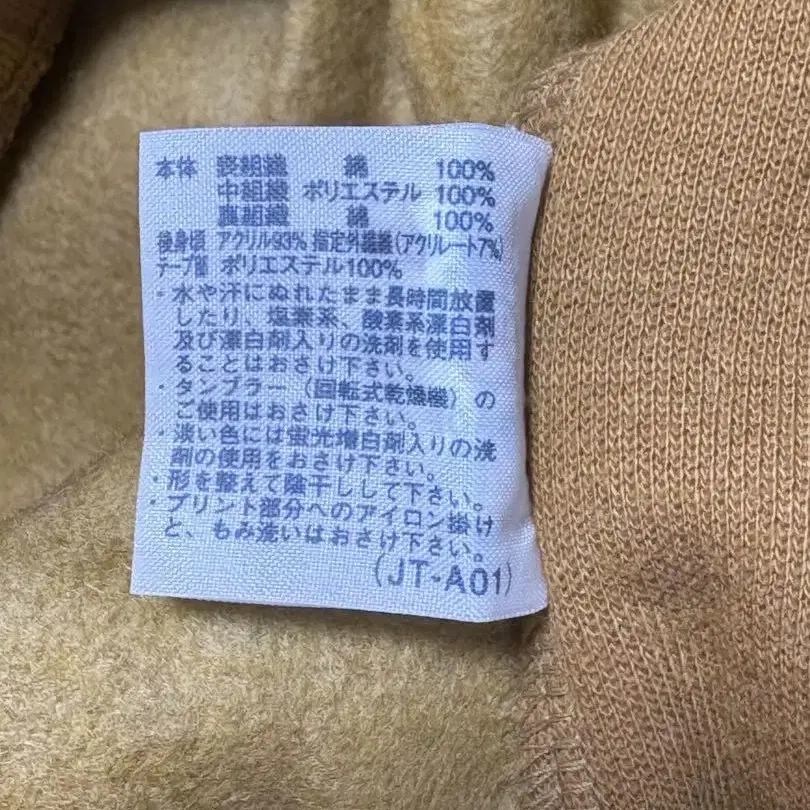 本体 表組織 綿 100%
中組織 ポリエステル 100%
裏組織 綿 100%
後身頃 アクリル93% 指定外繊維(アクリレート7%)
テープ部 ポリエステル100%
・水や汗にぬれたまま長時間放置
したり、塩素系、酸素系漂白剤
及び漂白剤入りの洗剤を使用す
ることはおさけ下さい。
・タンブラー(回転式乾燥機)の
ご使用はおさけ下さい。
・淡い色には蛍光増白剤入りの洗
剤の使用をおさけ下さい。
・形を整えて陰干しして下さい。
・プリント部分へのアイロン掛け
と、もみ洗いはおさけ下さい。
(JT-A01)